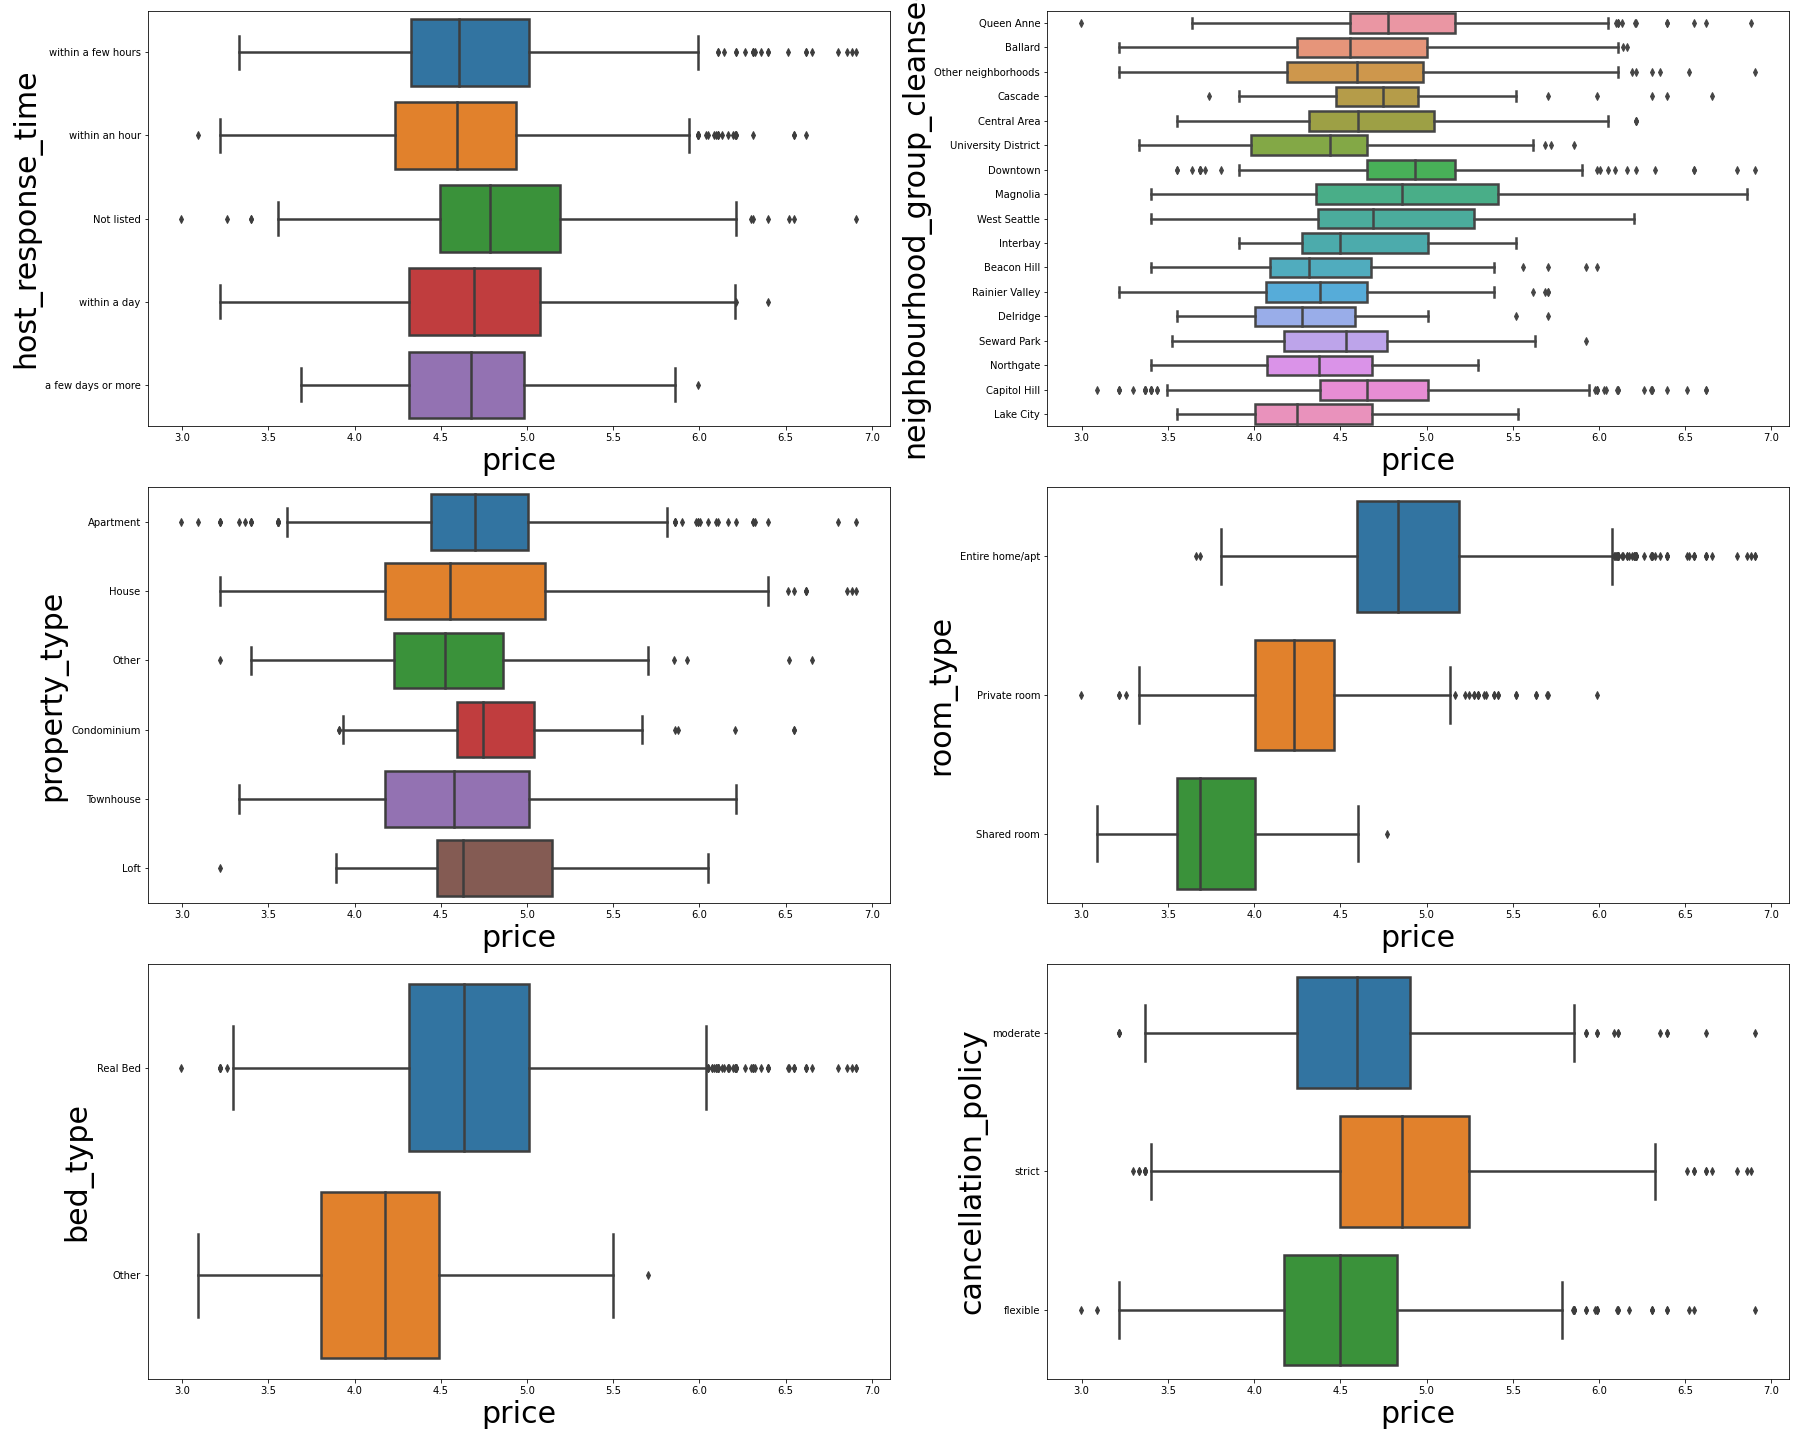 host_response_time
within a few hours
within an hour
Not listed
within a day
a few days or more
3.0 3.5 4.0 4.5 5.0 5.5 6.0 6.5 7.0
price
neighbourhood_group_cleanse
Queen Anne
Ballard
Other neighborhoods
Cascade
Central Area
University District
Downtown
Magnolia
West Seattle
Interbay
Beacon Hill
Rainier Valley
Delridge
Seward Park
Northgate
Capitol Hill
Lake City
3.0 3.5 4.0 4.5 5.0 5.5 6.0 6.5 7.0
price
property_type
Apartment
House
Other
Condominium
Townhouse
Loft
3.0 3.5 4.0 4.5 5.0 5.5 6.0 6.5 7.0
price
room_type
Entire home/apt
Private room
Shared room
3.0 3.5 4.0 4.5 5.0 5.5 6.0 6.5 7.0
price
bed_type
Real Bed
Other
3.0 3.5 4.0 4.5 5.0 5.5 6.0 6.5 7.0
price
cancellation_policy
moderate
strict
flexible
3.0 3.5 4.0 4.5 5.0 5.5 6.0 6.5 7.0
price